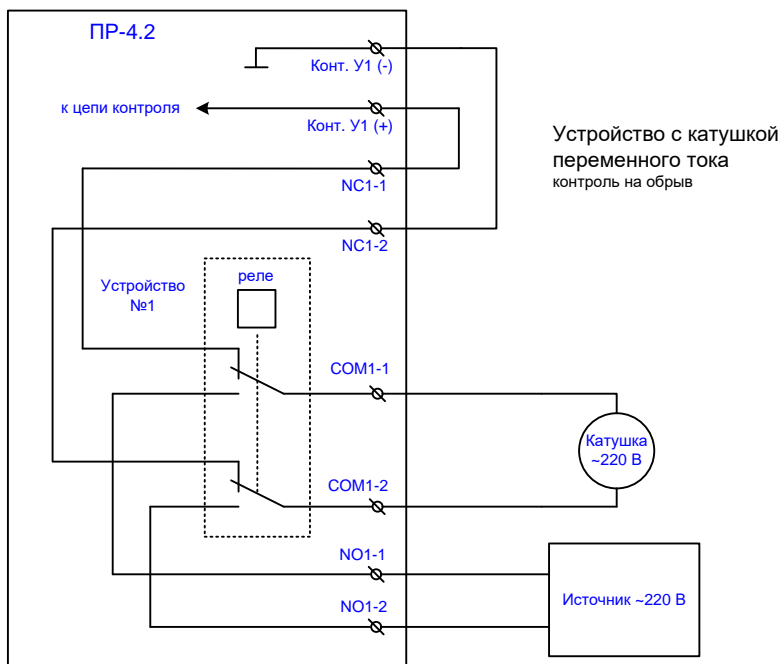 ПР-4.2
Конт. У1 (-)
к цепи контроля
Конт. У1 (+)
Устройство с катушкой
переменного тока
контроль на обрыв
NC1-1
NC1-2
Устройство
№1
реле
COM1-1
Катушка
~220 В
COM1-2
NO1-1
Источник ~220 В
NO1-2